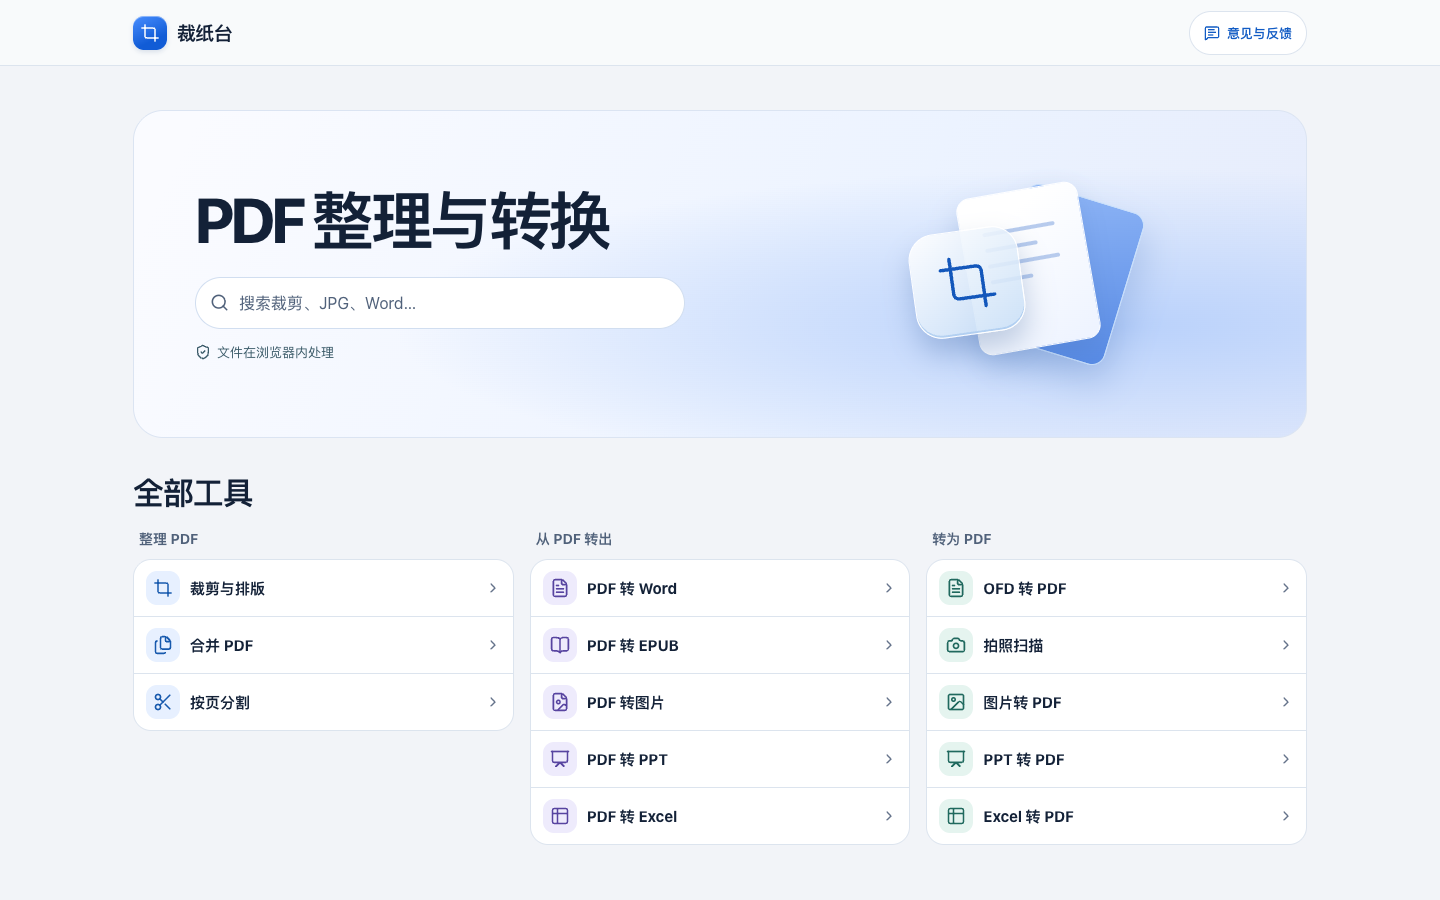 裁纸台
意见与反馈
PDF 整理与转换
搜索裁剪、JPG、Word...
文件在浏览器内处理
全部工具
整理 PDF
裁剪与排版
合并 PDF
按页分割
从 PDF 转出
PDF 转 Word
PDF 转 EPUB
PDF 转图片
PDF 转 PPT
PDF 转 Excel
转为 PDF
OFD 转 PDF
拍照扫描
图片转 PDF
PPT 转 PDF
Excel 转 PDF